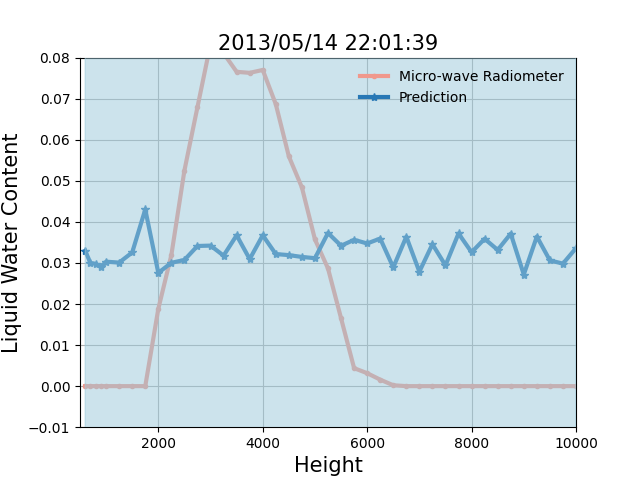 2013/05/14 22:01:39
Micro-wave Radiometer
Prediction
Liquid Water Content
0.08
0.07
0.06
0.05
0.04
0.03
0.02
0.01
0.00
−0.01
2000 4000 6000 8000 10000
Height